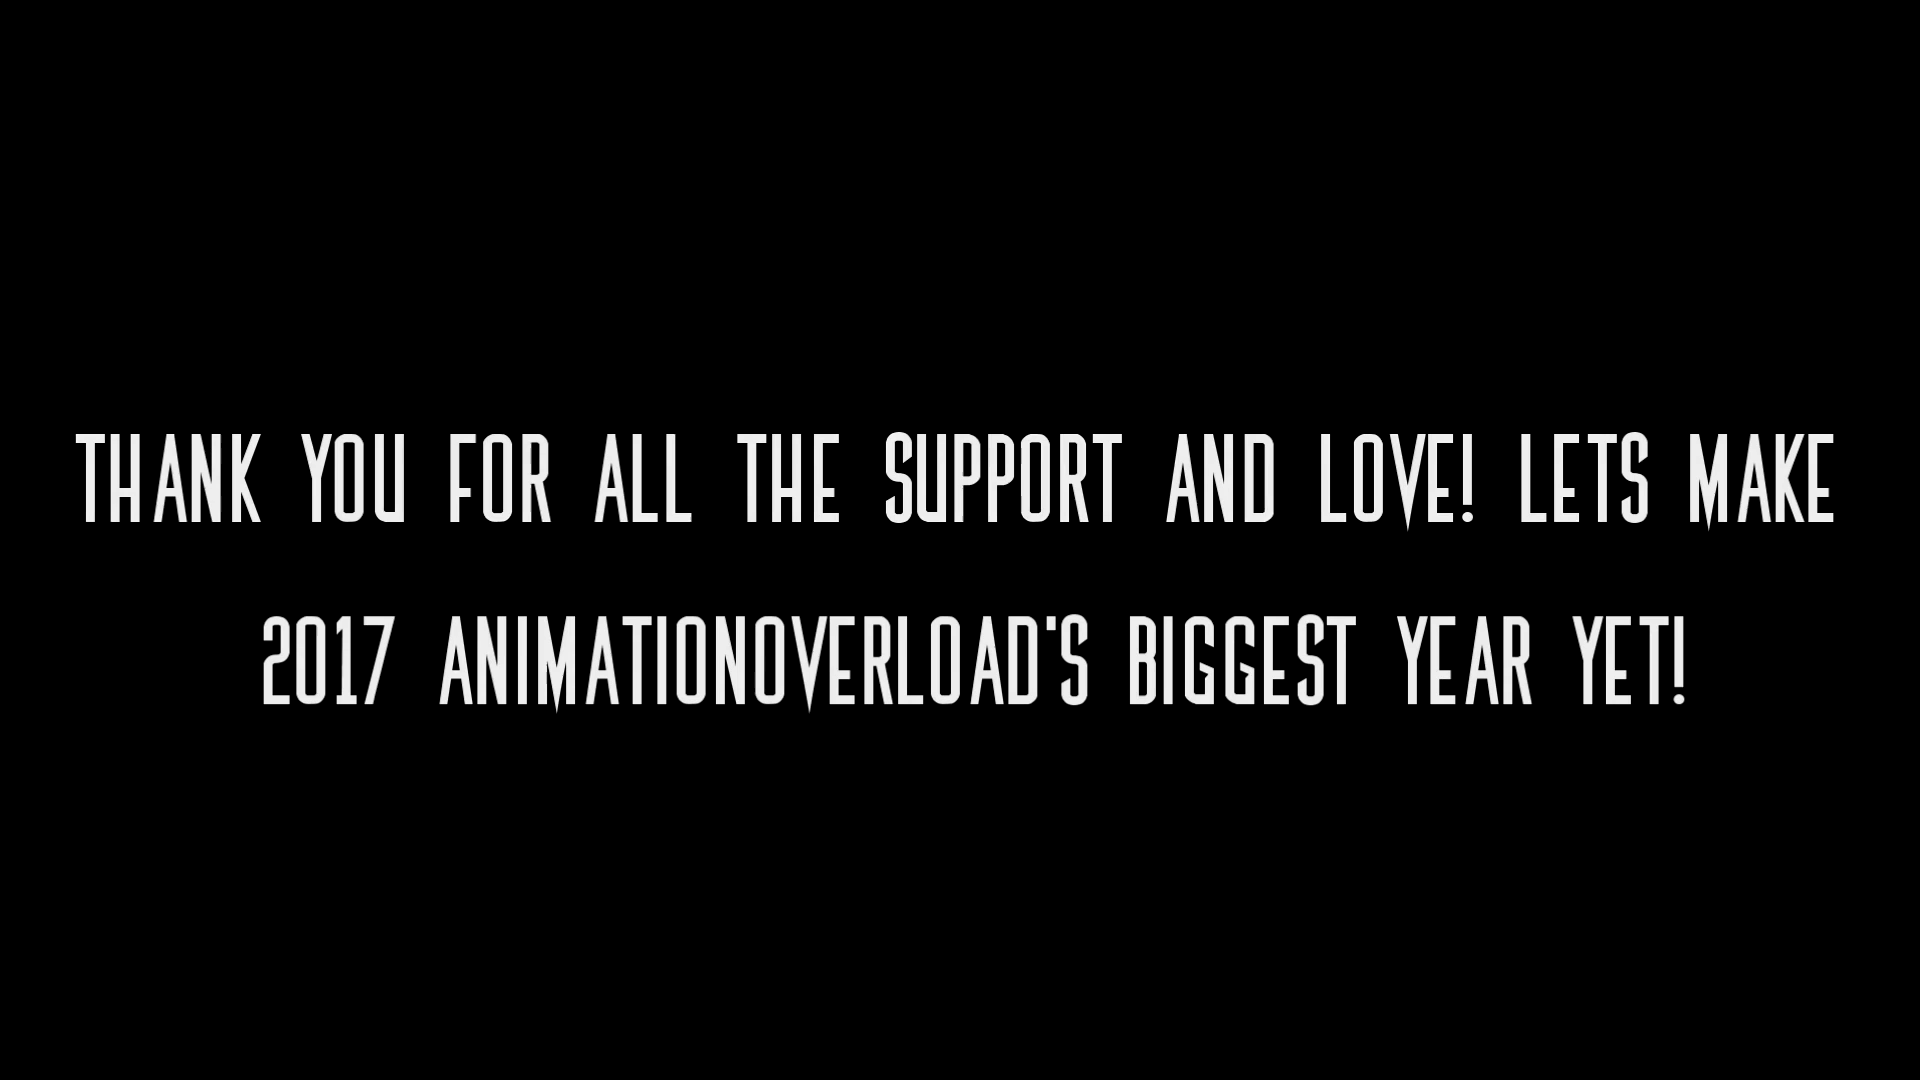 THANK YOU FOR ALL THE SUPPORT AND LOVE! LETS MAKE
2017 ANIMATIONOVERLOAD'S BIGGEST YEAR YET!